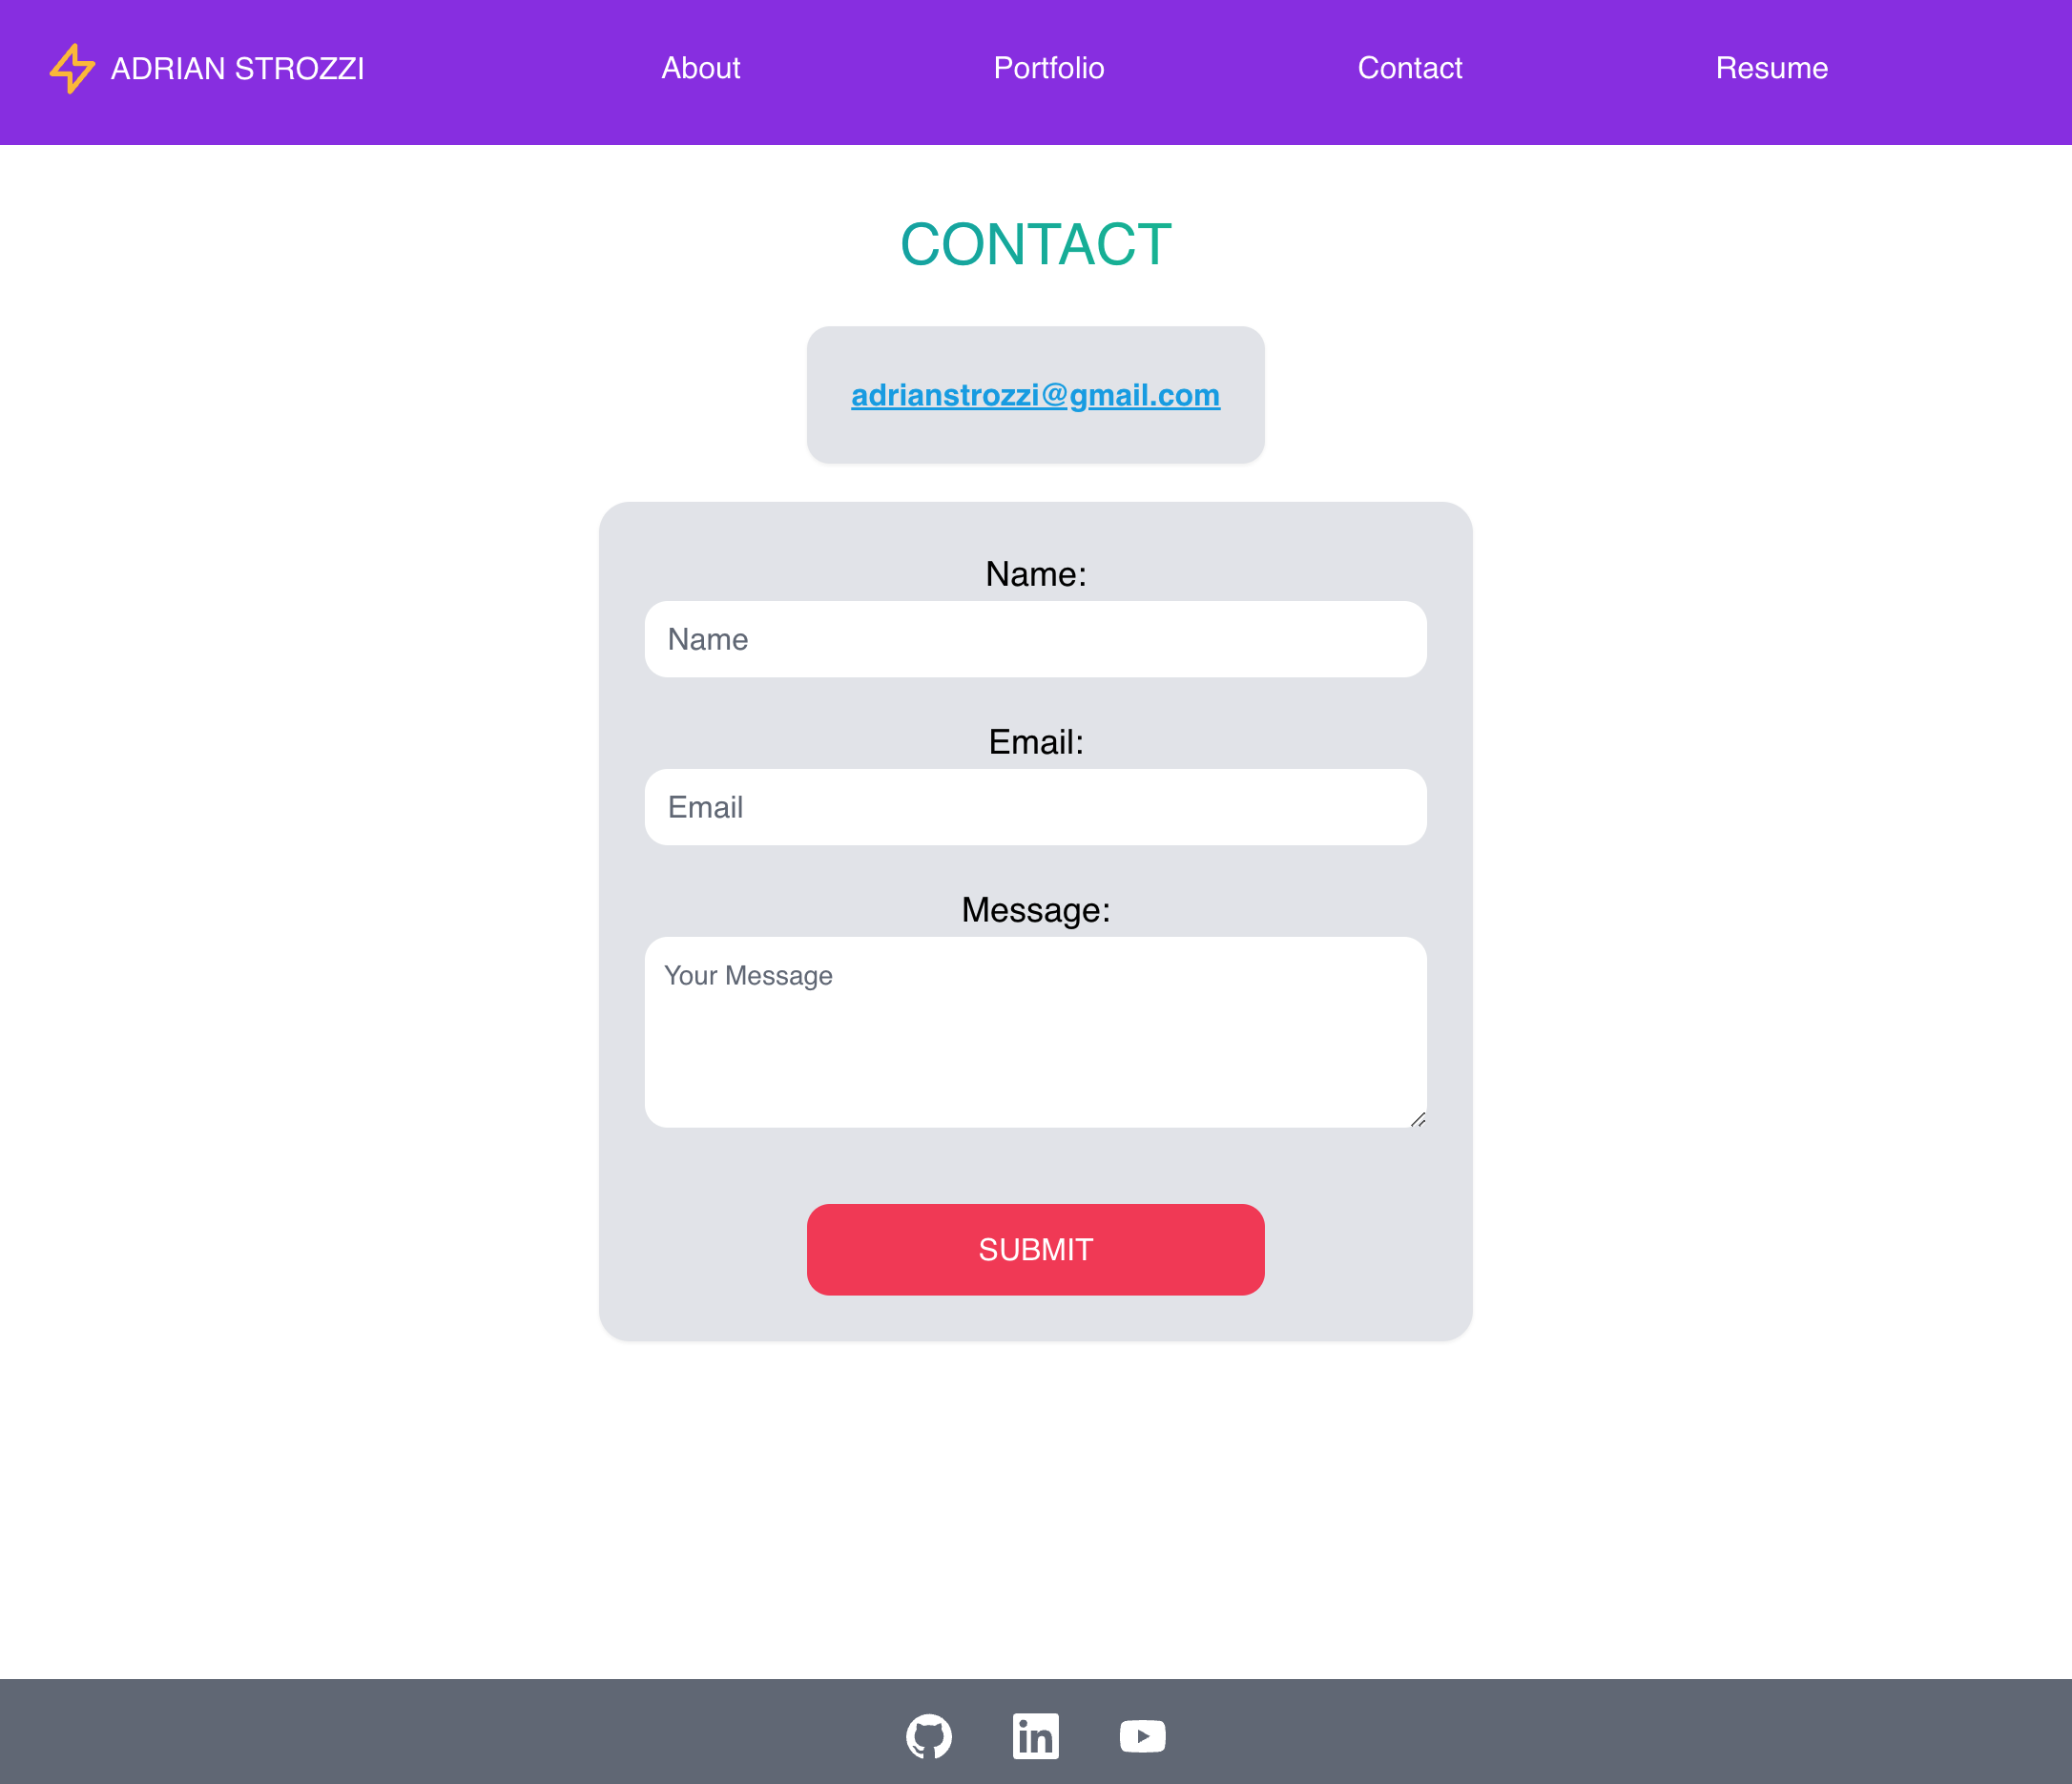 ADRIAN STROZZI About Portfolio Contact Resume
CONTACT
adrianstrozzi@gmail.com
Name:
Name
Email:
Email
Message:
Your Message
SUBMIT